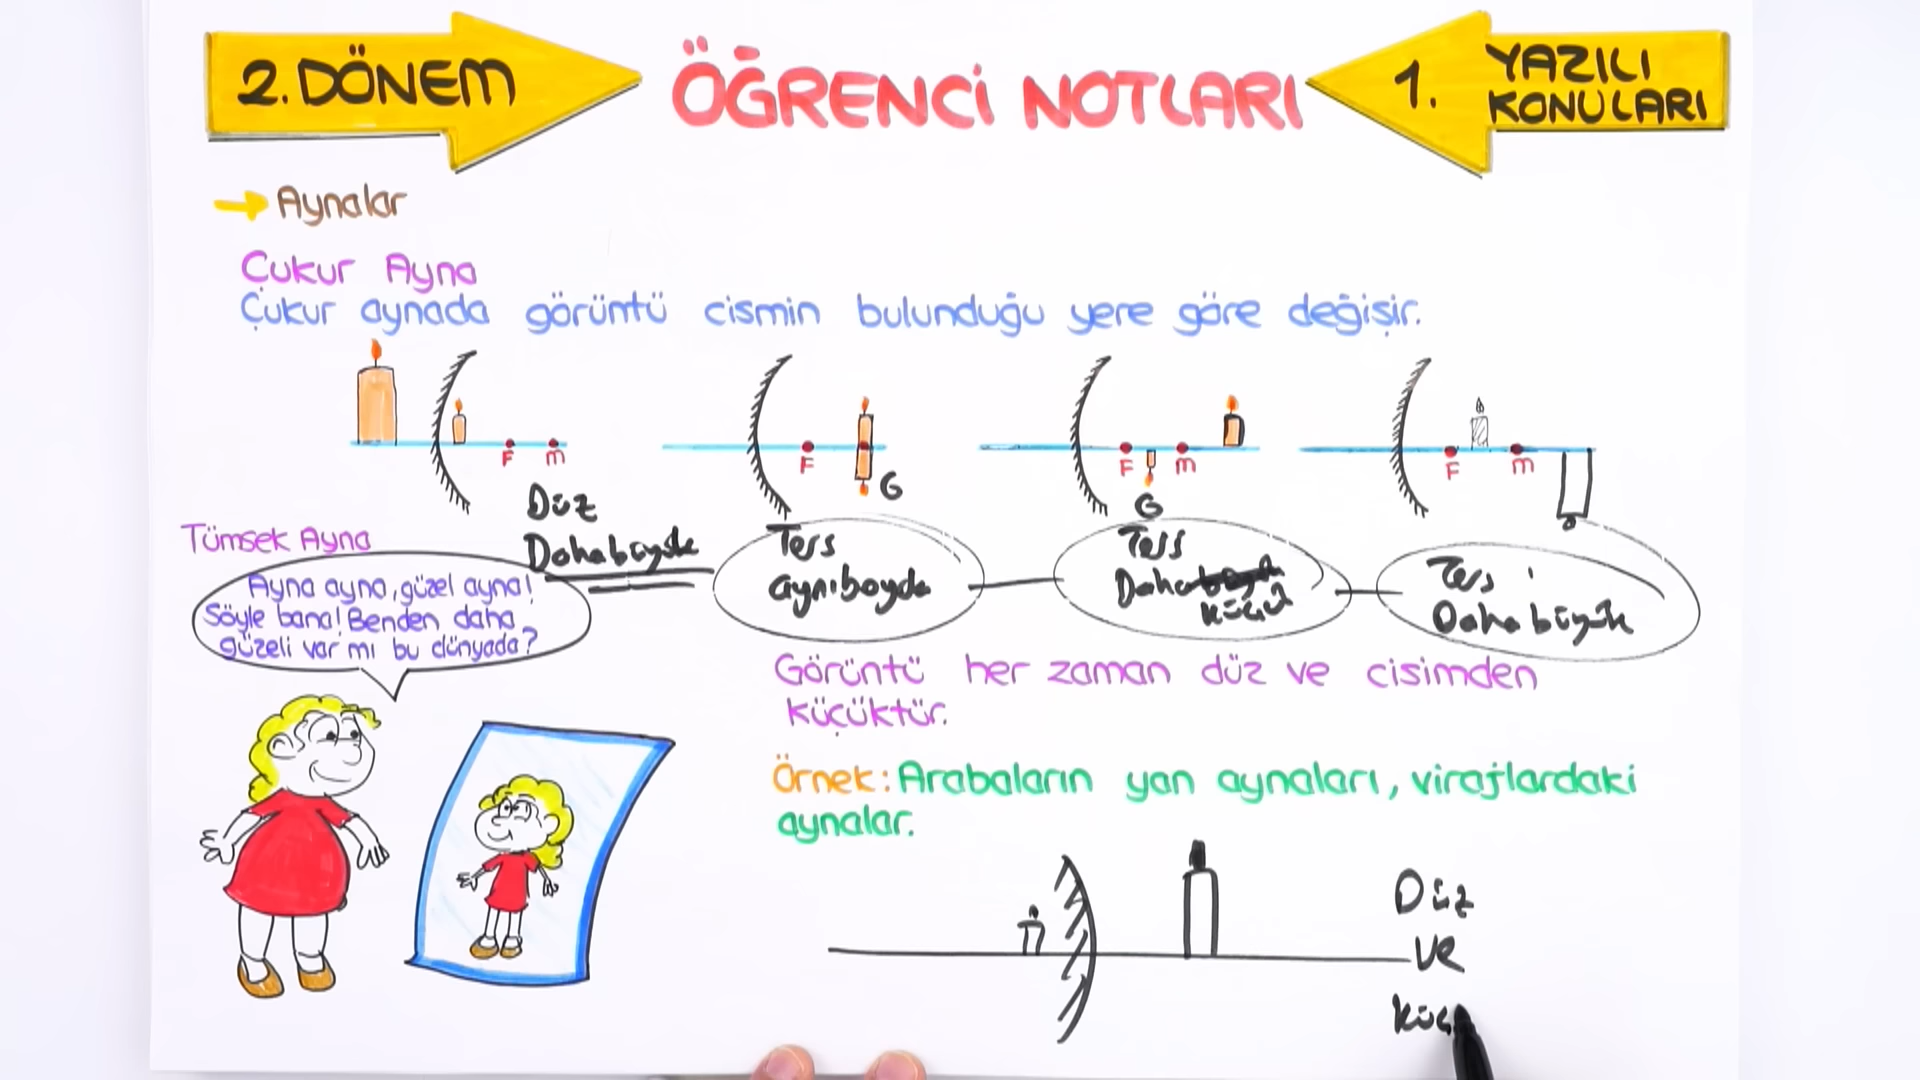 2. DÖNEM
ÖĞRENCİ NOTLARI
1. YAZILI
KONULARI
Aynalar
Çukur Ayna
Çukur aynada görüntü cismin bulunduğu yere göre değişir.
F M
F
G
F M
G
F M
Düz
Daha büyük
Ters
aynı boyda
Ters
Daha
küçük
Ters
Daha büyük
Tümsek Ayna
Ayna ayna, güzel ayna!
Söyle bana! Benden daha
güzeli var mı bu dünyada?
Görüntü her zaman düz ve cisimden
küçüktür.
Örnek: Arabaların yan aynaları, virajlardaki
aynalar.
Düz
ve
Küç